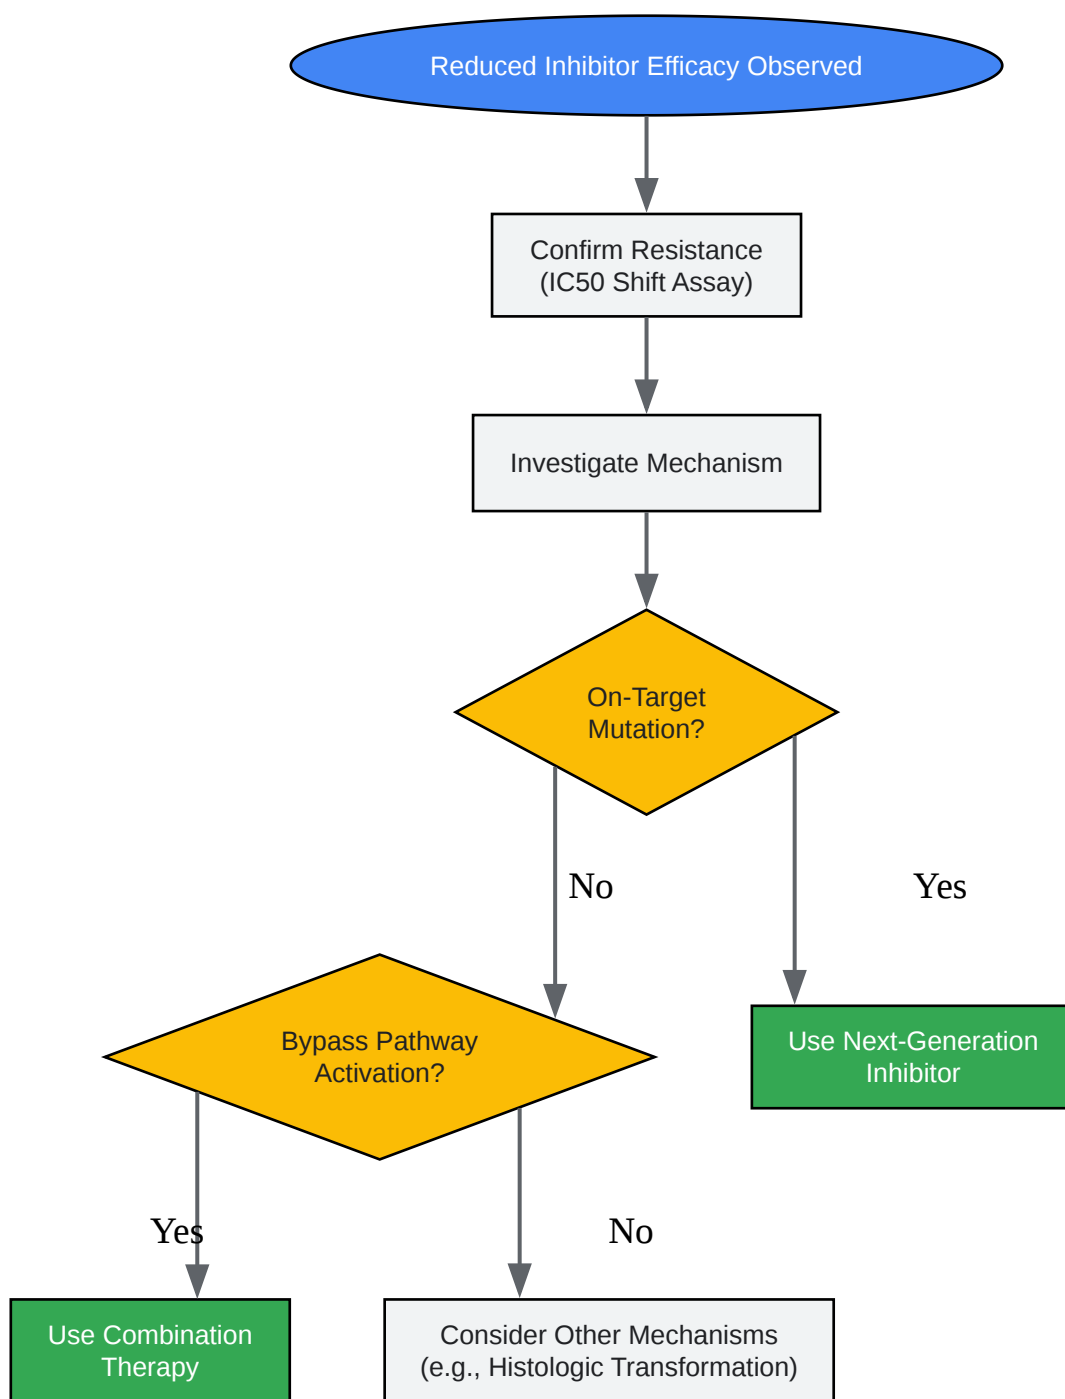 Reduced Inhibitor Efficacy Observed
Confirm Resistance
(IC50 Shift Assay)
Investigate Mechanism
On-Target
Mutation?
No
Yes
Bypass Pathway
Activation?
Use Next-Generation
Inhibitor
Yes
No
Use Combination
Therapy
Consider Other Mechanisms
(e.g., Histologic Transformation)